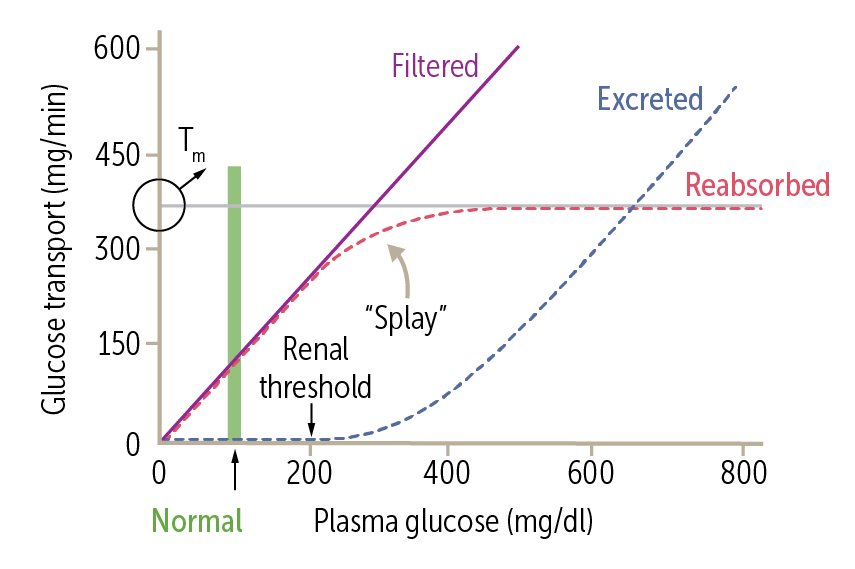 Glucose transport (mg/min)
600
450
300
150
0
Tm
Filtered
Excreted
Reabsorbed
“Splay”
Renal
threshold
0
200
400
600
800
Normal
Plasma glucose (mg/dl)